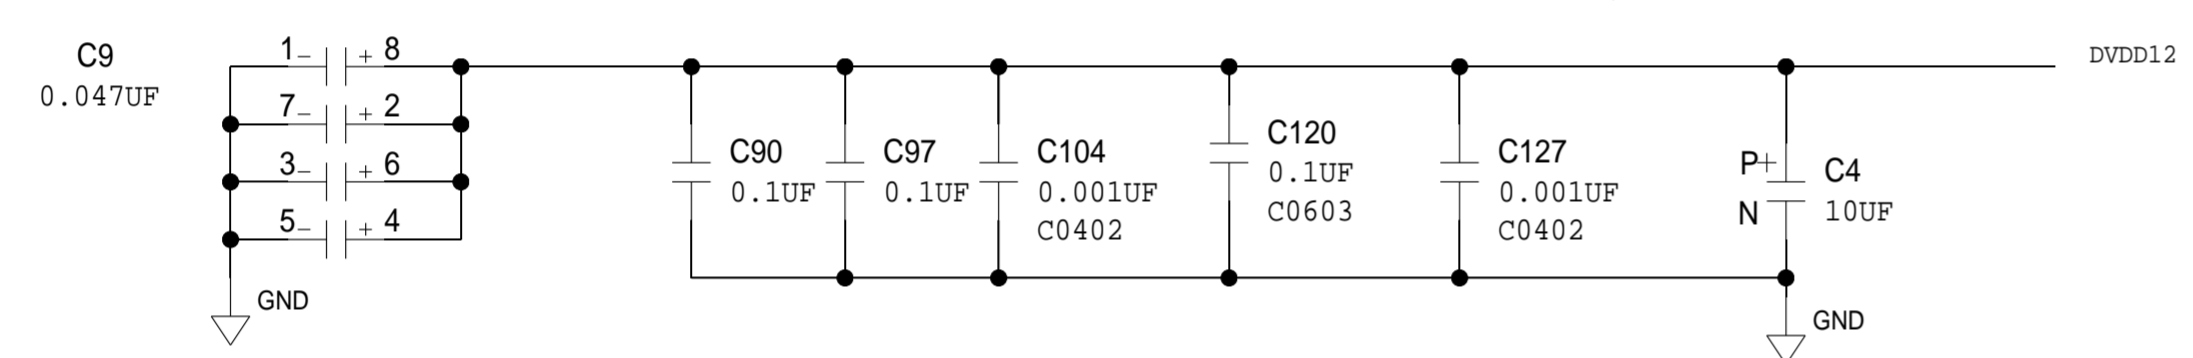 C9
0.047UF
1- + 8
7- + 2
3- + 6
5- + 4
GND
C90
0.1UF
C97
0.1UF
C104
0.001UF
C0402
C120
0.1UF
C0603
C127
0.001UF
C0402
P+
N
C4
10UF
GND
DVDD12